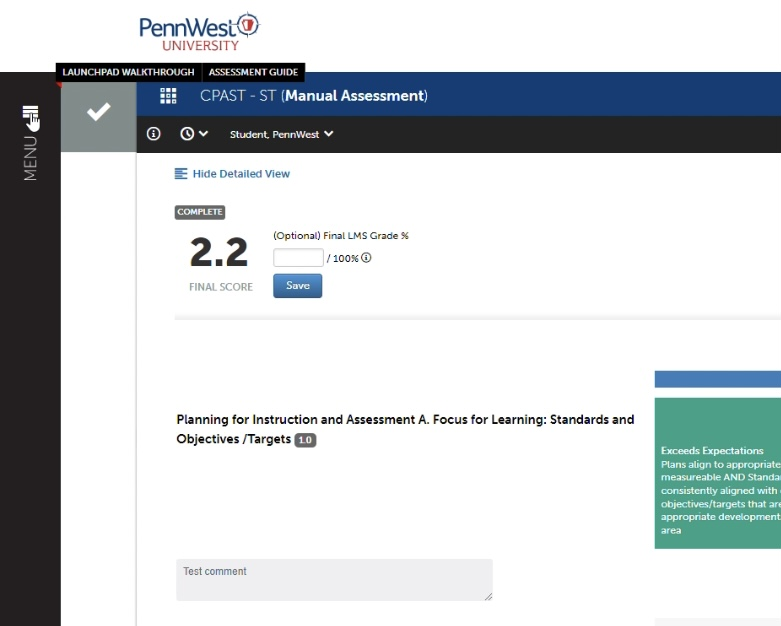 PennWest
UNIVERSITY
LAUNCHPAD WALKTHROUGH ASSESSMENT GUIDE
MENU
CPAST - ST (Manual Assessment)
Student, PennWest
Hide Detailed View
COMPLETE
2.2
FINAL SCORE
(Optional) Final LMS Grade %
/ 100%
Save
Planning for Instruction and Assessment A. Focus for Learning: Standards and
Objectives /Targets 1.0
Exceeds Expectations
Plans align to appropriate
measureable AND
consistently aligned with
objectives/targets that
appropriate
area
Test comment